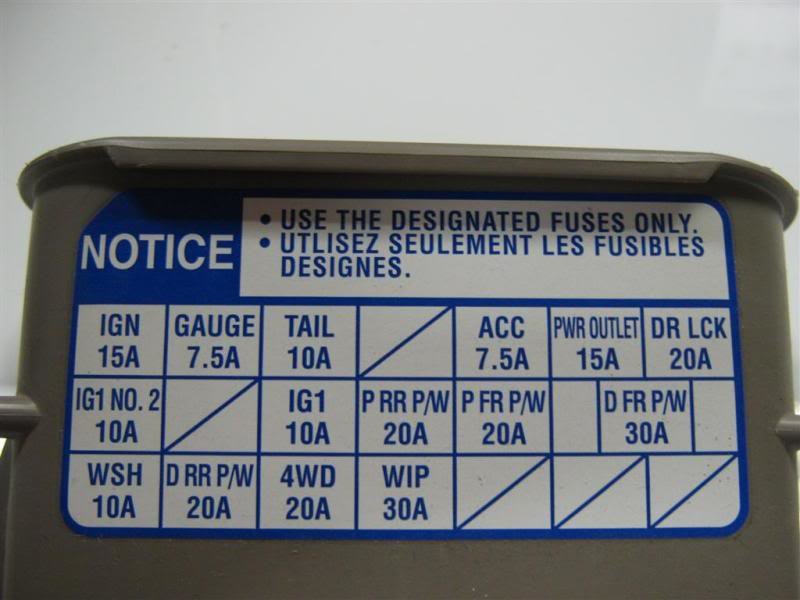 NOTICE
• USE THE DESIGNATED FUSES ONLY.
• UTLISEZ SEULEMENT LES FUSIBLES
DESIGNES.
IGN GAUGE TAIL ACC PWR OUTLET DR LCK
15A 7.5A 10A 7.5A 15A 20A
IG1 NO. 2 IG1 P RR P/W P FR P/W D FR P/W
10A 10A 20A 20A 30A
WSH D RR P/W 4WD WIP
10A 20A 20A 30A